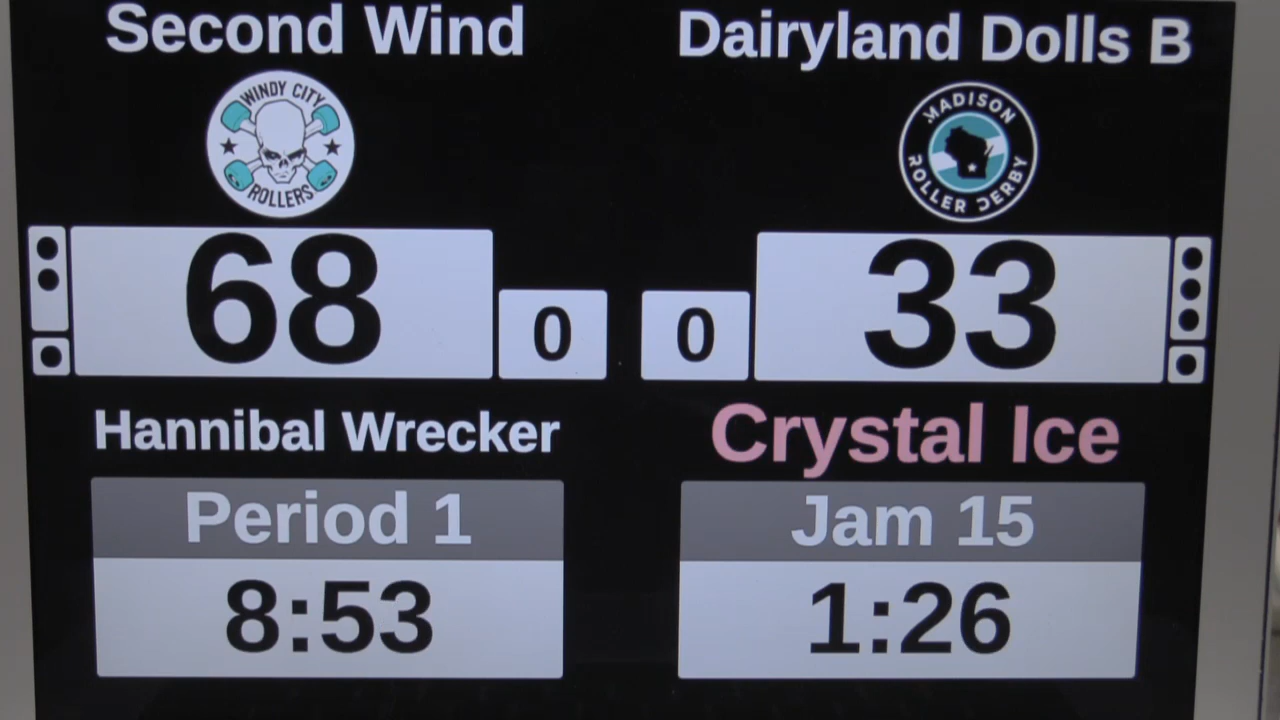 Second Wind
Dairyland Dolls B
WINDY CITY
ROLLERS
MADISON
ROLLER DERBY
68
0
0
33
Hannibal Wrecker
Crystal Ice
Period 1
Jam 15
8:53
1:26